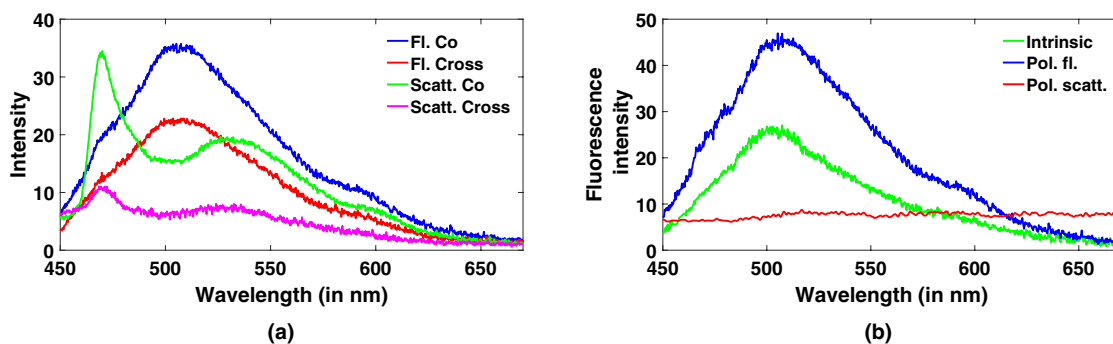 40
30
20
10
0
Intensity
450
500
550
600
650
Wavelength (in nm)
Fl. Co
Fl. Cross
Scatt. Co
Scatt. Cross
(a)
50
40
30
20
10
0
Fluorescence
intensity
450
500
550
600
650
Wavelength (in nm)
Intrinsic
Pol. fl.
Pol. scatt.
(b)